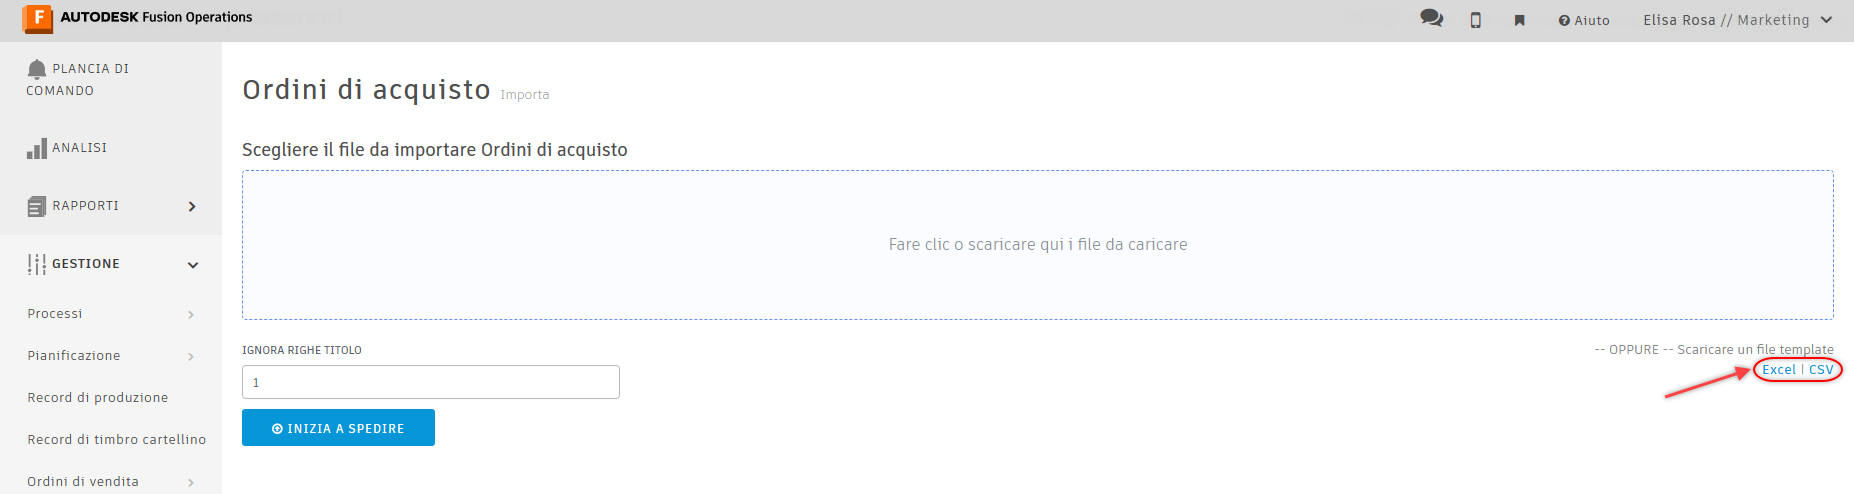 F AUTODESK Fusion Operations
Aiuto
Elisa Rosa // Marketing
PLANCIA DI
COMANDO
ANALISI
RAPPORTI
GESTIONE
Processi
Pianificazione
Record di produzione
Record di timbro cartellino
Ordini di vendita
Ordini di acquisto Importa
Scegliere il file da importare Ordini di acquisto
Fare clic o scaricare qui i file da caricare
IGNORA RIGHE TITOLO
1
INIZIA A SPEDIRE
-- OPPURE -- Scaricare un file template
Excel | CSV